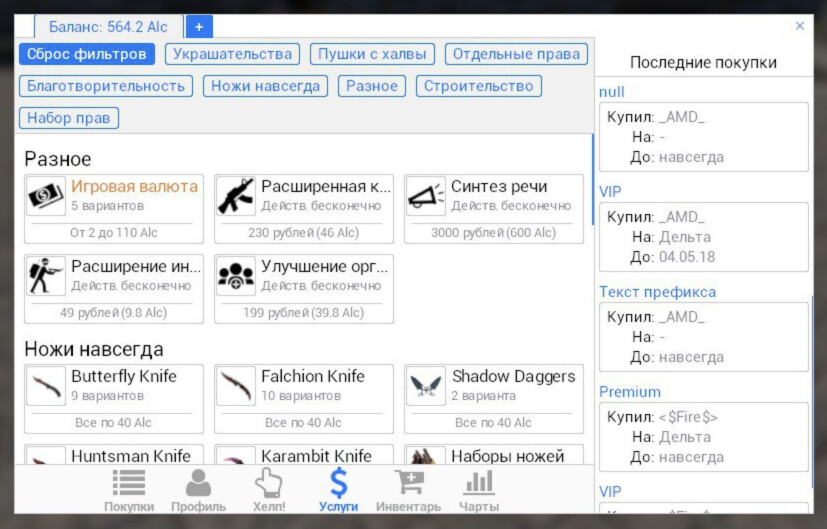 Баланс: 564.2 Alc
+
×
Сброс фильтров
Украшательства
Пушки с халвы
Отдельные права
Благотворительность
Ножи навсегда
Разное
Строительство
Набор прав
Разное
Игровая валюта
5 вариантов
От 2 до 110 Alc
Расширенная к...
Действ. бесконечно
230 рублей (46 Alc)
Синтез речи
Действ. бесконечно
3000 рублей (600 Alc)
Расширение ин...
Действ. бесконечно
49 рублей (9.8 Alc)
Улучшение орг...
Действ. бесконечно
199 рублей (39.8 Alc)
Ножи навсегда
Butterfly Knife
9 вариантов
Все по 40 Alc
Falchion Knife
10 вариантов
Все по 40 Alc
Shadow Daggers
2 варианта
Все по 40 Alc
Huntsman Knife
Karambit Knife
Наборы ножей
Покупки
Профиль
Хелп!
Услуги
Инвентарь
Чарты
Последние покупки
null
Купил: _AMD_
На: -
До: навсегда
VIP
Купил: _AMD_
На: Дельта
До: 04.05.18
Текст префикса
Купил: _AMD_
На: -
До: навсегда
Premium
Купил: <$Fire$>
На: Дельта
До: навсегда
VIP
Купил: <$Fire$>